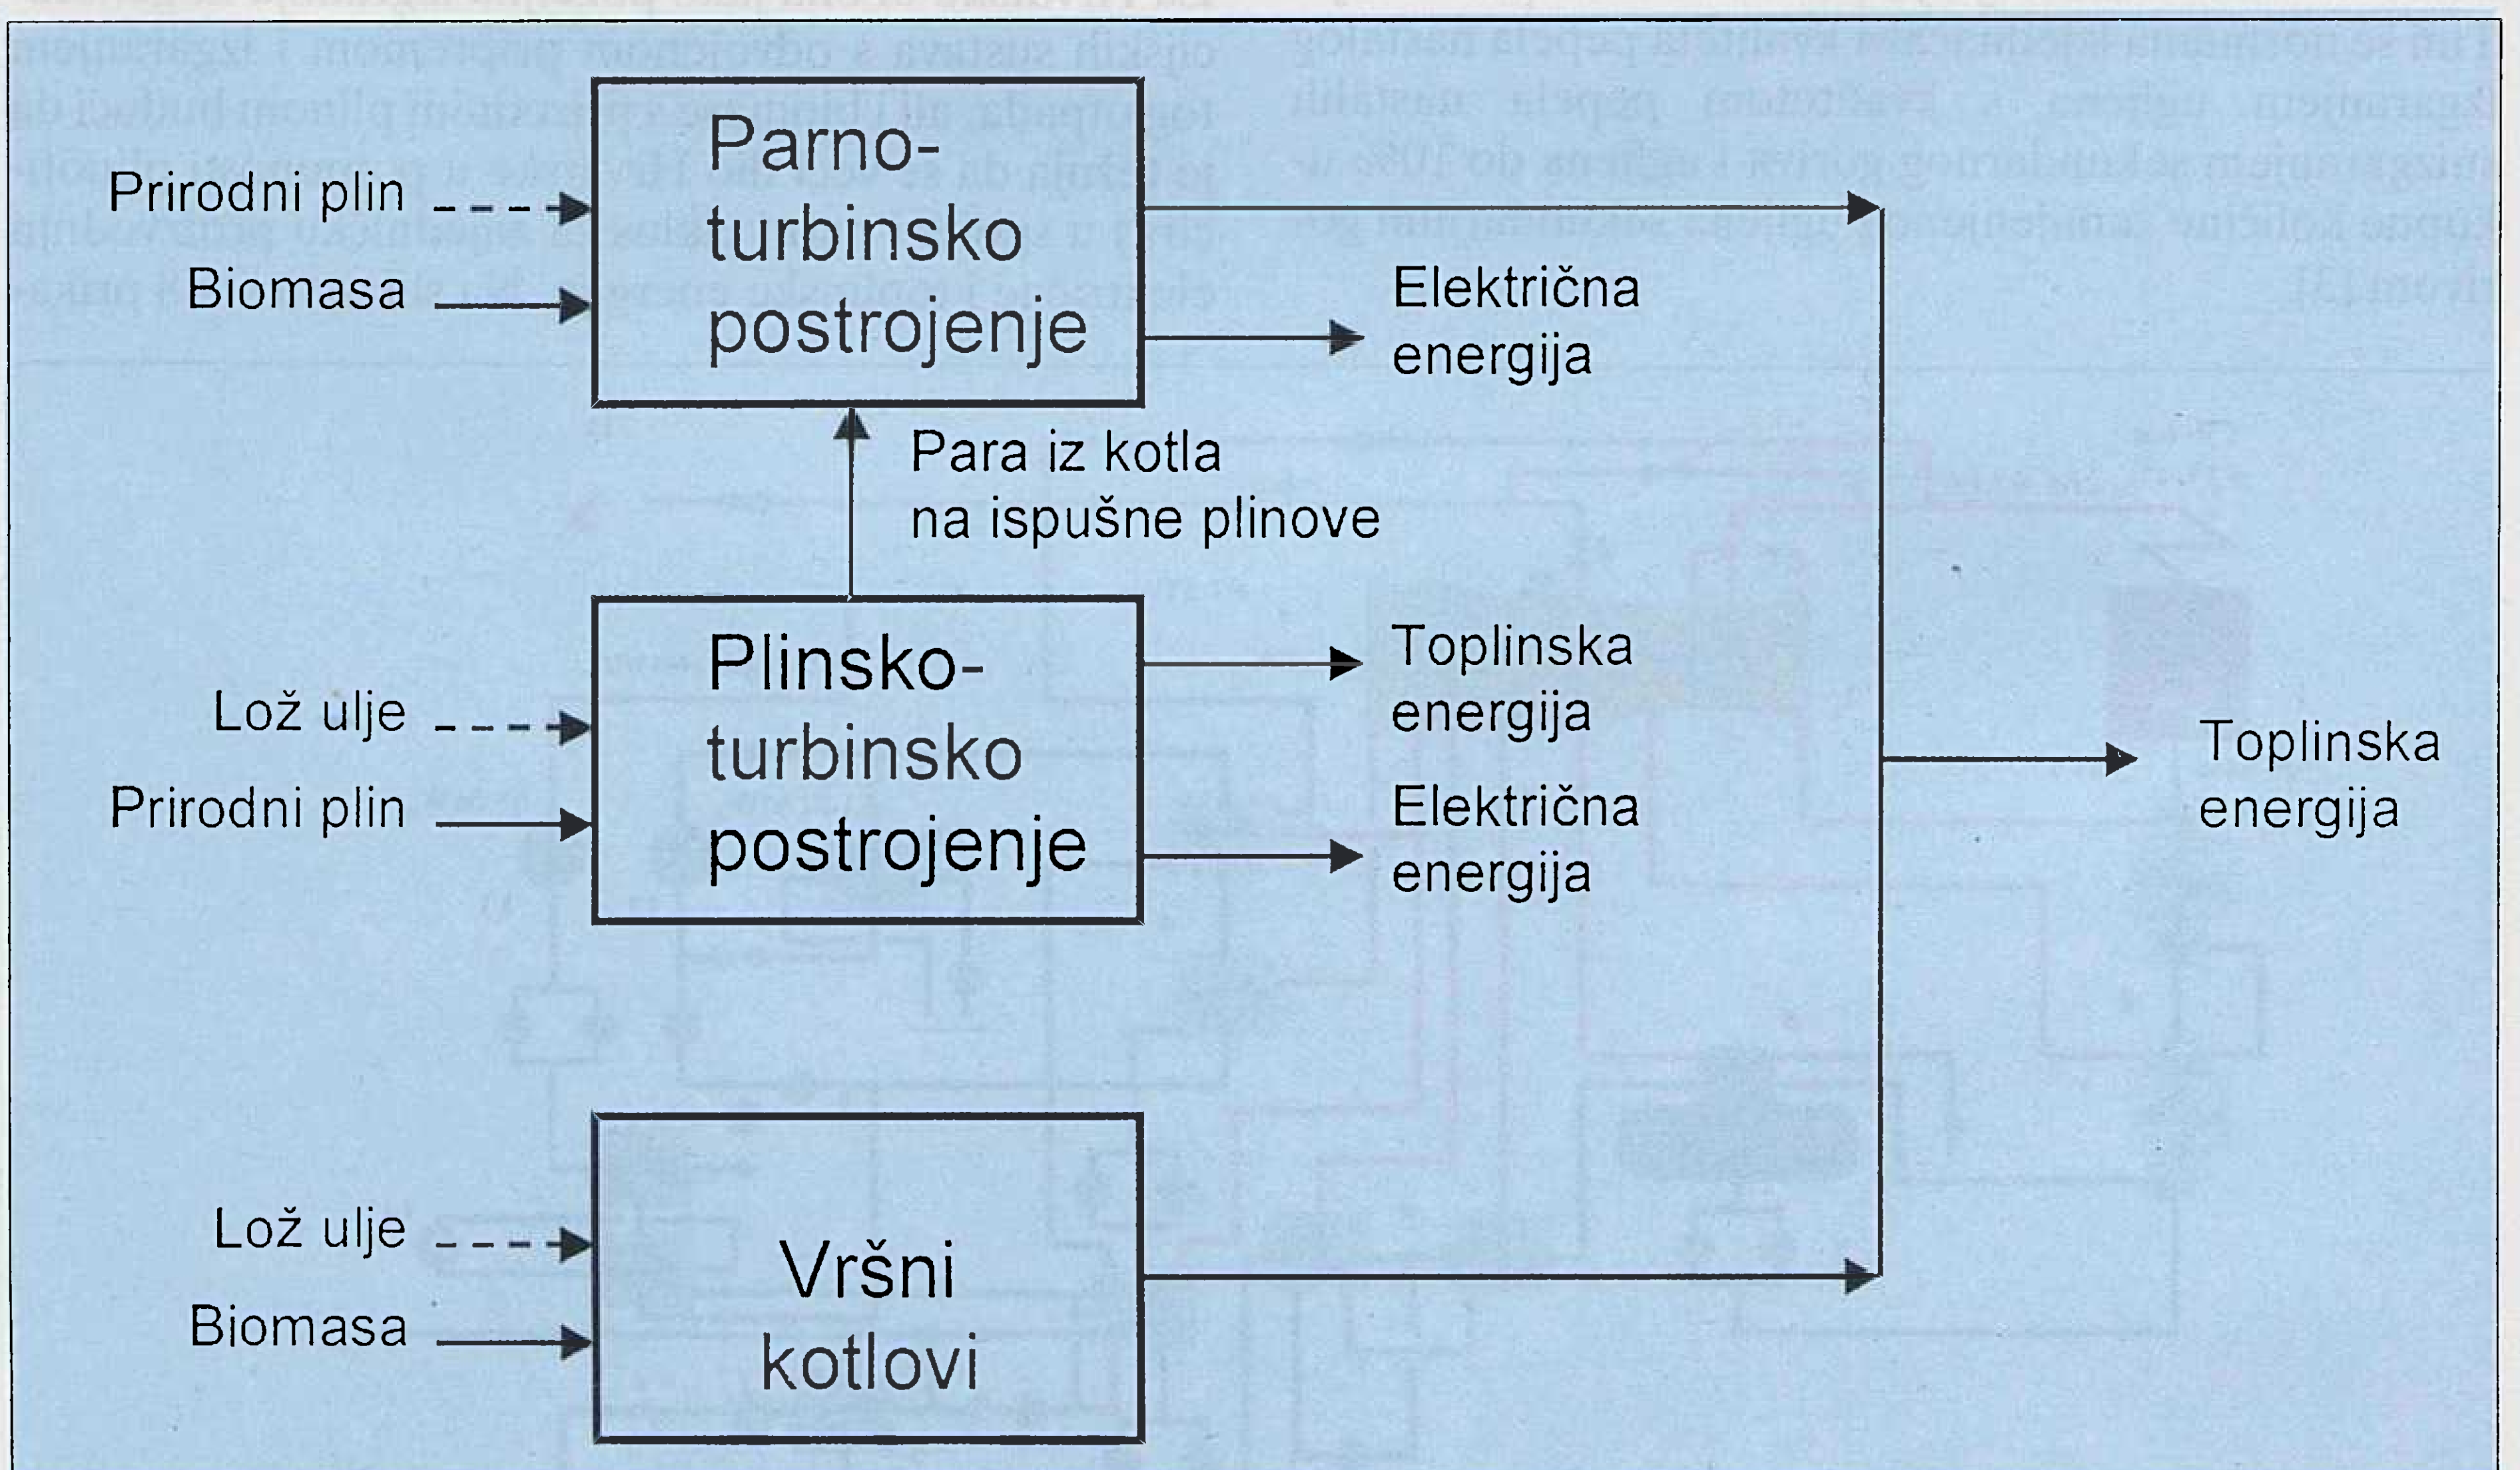 Parno-
turbinsko
postrojenje
Prirodni plin
Biomasa
Električna
energija
Para iz kotla
na ispušne plinove
Plinsko-
turbinsko
postrojenje
Lož ulje
Prirodni plin
Toplinska
energija
Električna
energija
Toplinska
energija
Vršni
kotlovi
Lož ulje
Biomasa